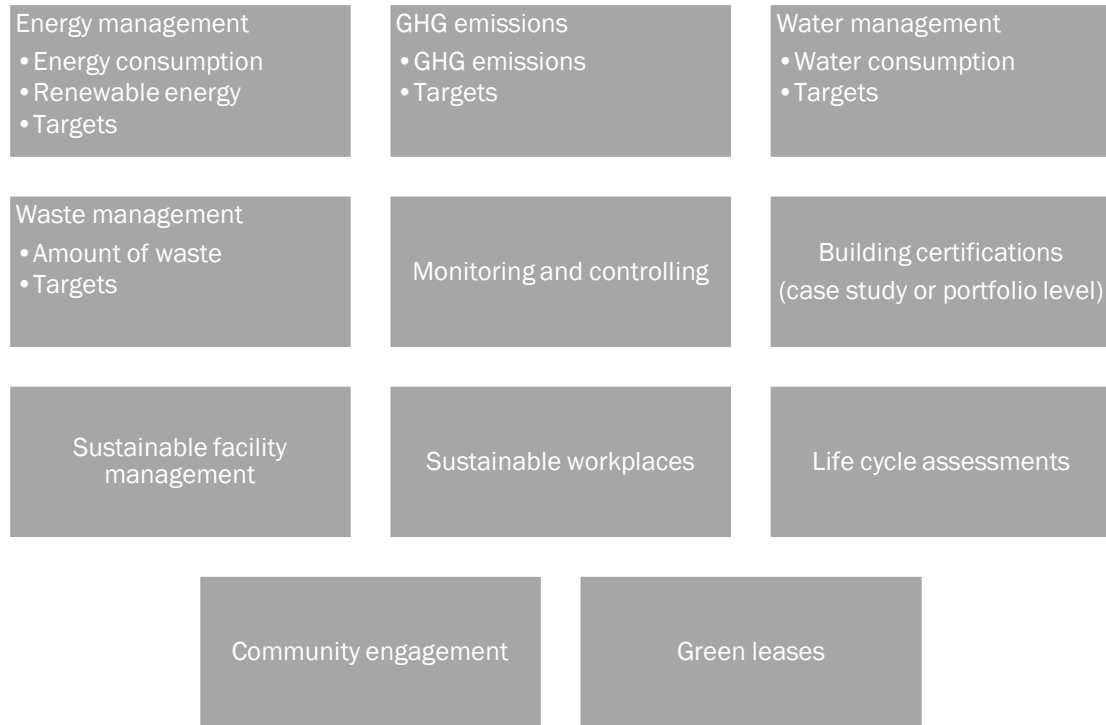 Energy management
•Energy consumption
•Renewable energy
•Targets
GHG emissions
•GHG emissions
•Targets
Water management
•Water consumption
•Targets
Waste management
•Amount of waste
•Targets
Monitoring and controlling
Building certifications
(case study or portfolio level)
Sustainable facility
management
Sustainable workplaces
Life cycle assessments
Community engagement
Green leases